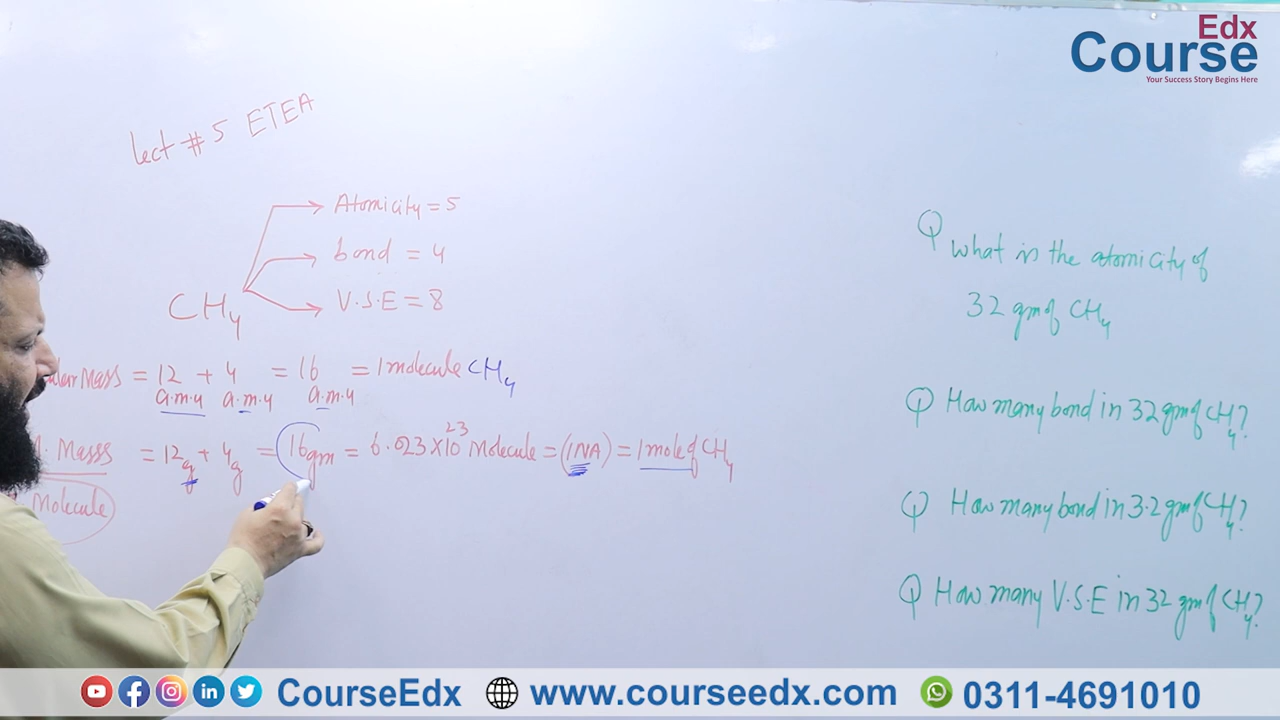 Edx
Course
Your Success Story Begins Here
Lect # 5 ETEA
Atomicity = 5
bond = 4
V.S.E = 8
CH4
Mass = 12 + 4 = 16 = 1 molecule CH4
a.m.u a.m.u a.m.u
M. Masss = 12g + 4g = 16gm = 6.023×10^23 Molecule = (1NA) = 1 mole of CH4
Molecule
Q What is the atomicity of
32 gm of CH4
Q How many bond in 32 gm of CH4?
Q How many bond in 3.2 gm of CH4?
Q How many V.S.E in 32 gm of CH4?
CourseEdx www.courseedx.com 0311-4691010